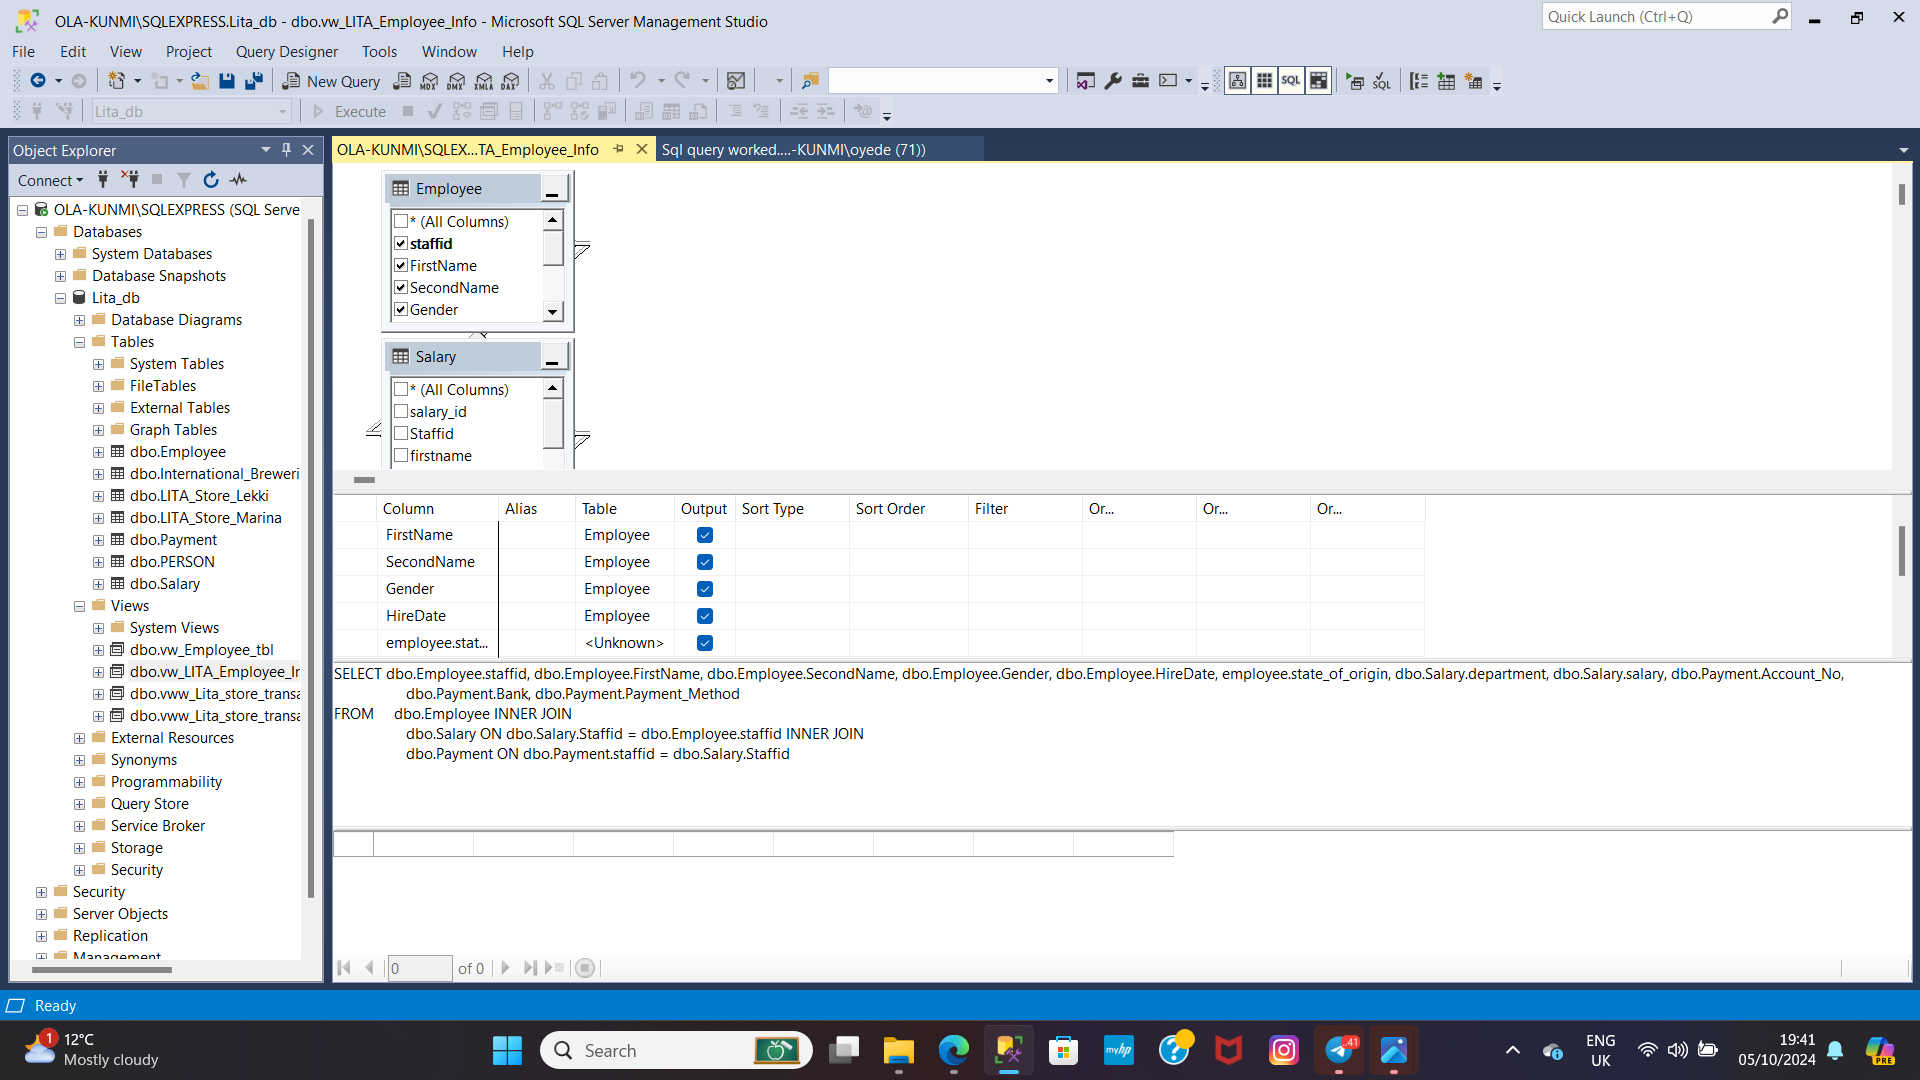 OLA-KUNMI\SQLEXPRESS.Lita_db - dbo.vw_LITA_Employee_Info - Microsoft SQL Server Management Studio
Quick Launch (Ctrl+Q)
File Edit View Project Query Designer Tools Window Help
New Query MDX DMX XMLA DAX SQL SQL
Lita_db Execute
Object Explorer
Connect
OLA-KUNMI\SQLEXPRESS (SQL Serve
Databases
System Databases
Database Snapshots
Lita_db
Database Diagrams
Tables
System Tables
FileTables
External Tables
Graph Tables
dbo.Employee
dbo.International_Breweri
dbo.LITA_Store_Lekki
dbo.LITA_Store_Marina
dbo.Payment
dbo.PERSON
dbo.Salary
Views
System Views
dbo.vw_Employee_tbl
dbo.vw_LITA_Employee_Ir
dbo.vww_Lita_store_transa
dbo.vww_Lita_store_transa
External Resources
Synonyms
Programmability
Query Store
Service Broker
Storage
Security
Security
Server Objects
Replication
Management
OLA-KUNMI\SQLEX...TA_Employee_Info
Sql query worked....-KUNMI\oyede (71))
Employee
* (All Columns)
staffid
FirstName
SecondName
Gender
Salary
* (All Columns)
salary_id
Staffid
firstname
Column Alias Table Output Sort Type Sort Order Filter Or... Or... Or...
FirstName Employee
SecondName Employee
Gender Employee
HireDate Employee
employee.stat... <Unknown>
SELECT dbo.Employee.staffid, dbo.Employee.FirstName, dbo.Employee.SecondName, dbo.Employee.Gender, dbo.Employee.HireDate, employee.state_of_origin, dbo.Salary.department, dbo.Salary.salary, dbo.Payment.Account_No,
dbo.Payment.Bank, dbo.Payment.Payment_Method
FROM dbo.Employee INNER JOIN
dbo.Salary ON dbo.Salary.Staffid = dbo.Employee.staffid INNER JOIN
dbo.Payment ON dbo.Payment.staffid = dbo.Salary.Staffid
0 of 0
Ready
1 12°C
Mostly cloudy
Search
myhp
.41
ENG
UK
19:41
05/10/2024
PRE